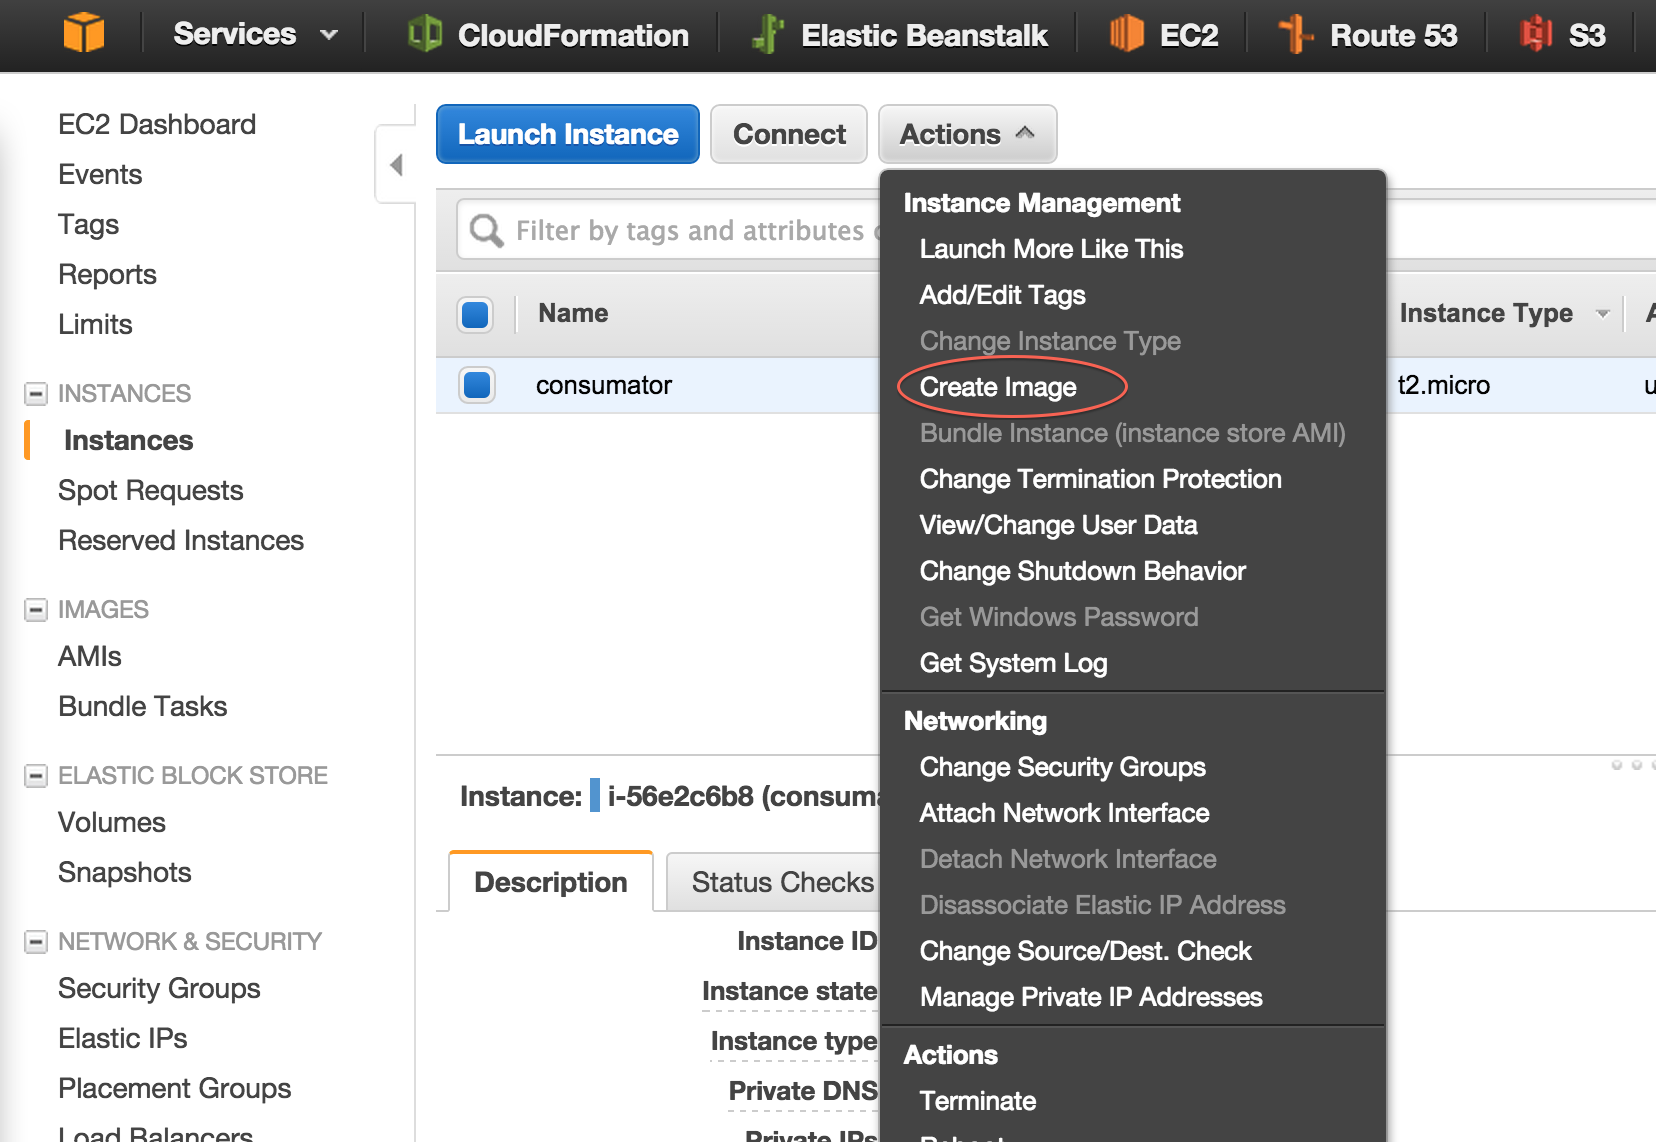 Services
CloudFormation
Elastic Beanstalk
EC2
Route 53
S3
EC2 Dashboard
Events
Tags
Reports
Limits
INSTANCES
Instances
Spot Requests
Reserved Instances
IMAGES
AMIs
Bundle Tasks
ELASTIC BLOCK STORE
Volumes
Snapshots
NETWORK & SECURITY
Security Groups
Elastic IPs
Placement Groups
Load Balancers
Launch Instance
Connect
Actions
Filter by tags and attributes
Name
Instance Type
consumator
t2.micro
Instance Management
Launch More Like This
Add/Edit Tags
Change Instance Type
Create Image
Bundle Instance (instance store AMI)
Change Termination Protection
View/Change User Data
Change Shutdown Behavior
Get Windows Password
Get System Log
Networking
Change Security Groups
Attach Network Interface
Detach Network Interface
Disassociate Elastic IP Address
Change Source/Dest. Check
Manage Private IP Addresses
Actions
Terminate
Reboot
Instance: i-56e2c6b8 (consuma
Description
Status Checks
Instance ID
Instance state
Instance type
Private DNS
Private IPs